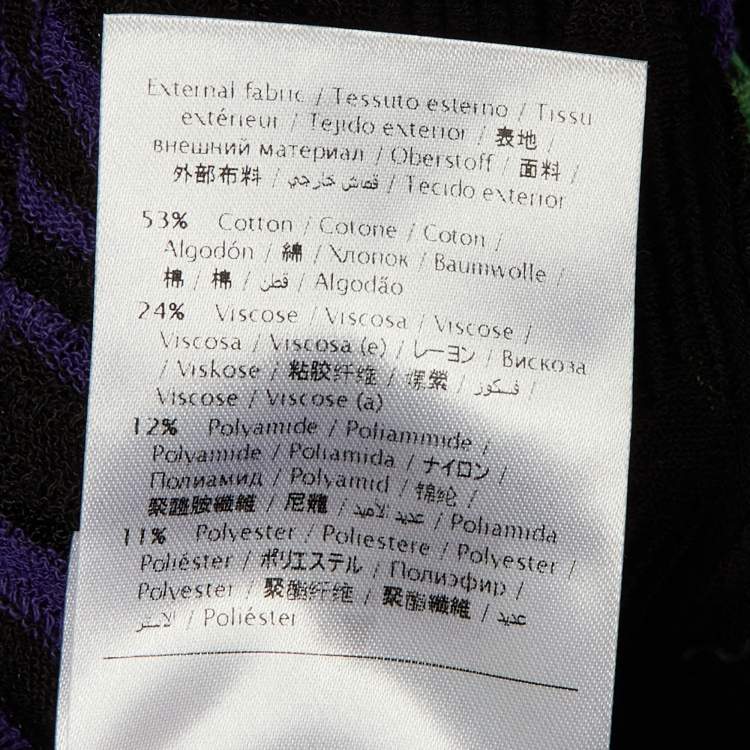 External fabric / Tessuto esterno / Tissu
extérieur / Tejido exterior / 表地 /
внешний материал / Oberstoff / 面料 /
外部布料 / قماش خارجي / Tecido exterior
53% Cotton / Cotone / Coton /
Algodón / 綿 / Хлопок / Baumwolle /
棉 / 棉 / قطن / Algodão
24% Viscose / Viscosa / Viscose /
Viscosa / Viscosa (e) / レーヨン / Вискоза
/ Viskose / 粘胶纤维 / 嫘縈 / فسكوز /
Viscose / Viscose (a)
12% Polyamide / Poliammide /
Polyamide / Poliamida / ナイロン /
Полиамид / Polyamid / 锦纶 /
聚醯胺纖維 / 尼龍 / عديد الاميد / Poliamida
11% Polyester / Poliestere / Polyester /
Poliéster / ポリエステル / Полиэфир /
Polyester / 聚酯纤维 / 聚酯纖維 / عديد
الاستر / Poliéster